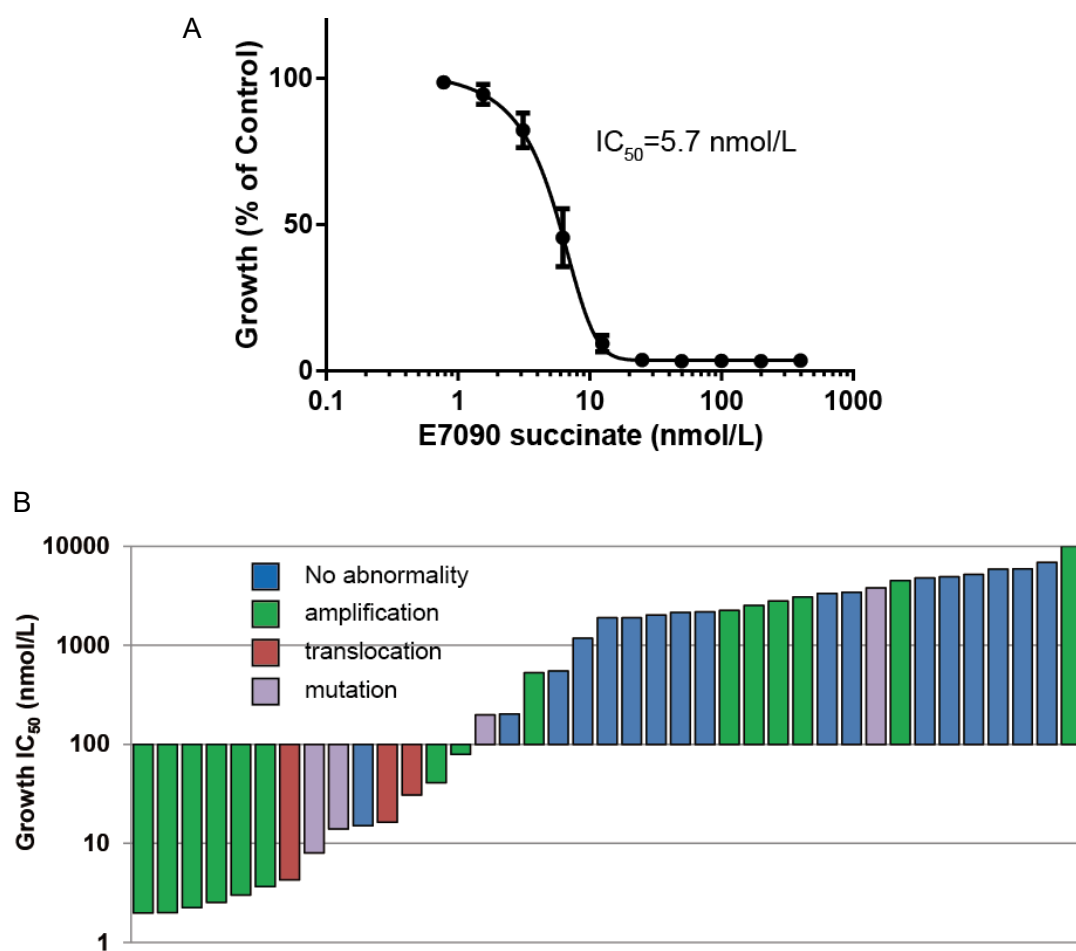 A
Growth (% of Control)
100
50
0
IC50=5.7 nmol/L
0.1 1 10 100 1000
E7090 succinate (nmol/L)
B
Growth IC50 (nmol/L)
10000
1000
100
10
1
No abnormality
amplification
translocation
mutation